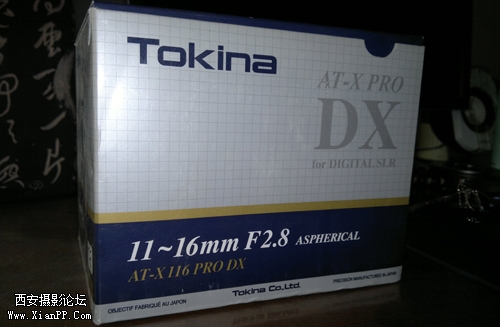 Tokina
AT-X PRO
DX
for DIGITAL SLR
11~16mm F2.8 ASPHERICAL
AT-X 116 PRO DX
Tokina Co., Ltd.
OBJECTIF FABRIQUÉ AU JAPON
PRECISION MANUFACTURED IN JAPAN
西安摄影论坛
www.XianPP.Com